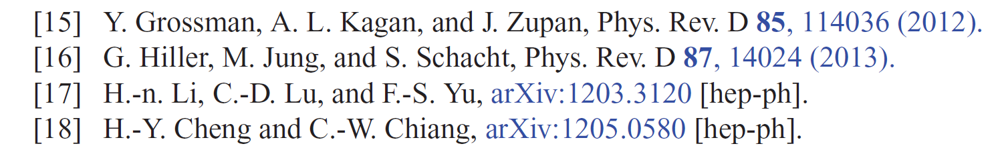 [15] Y. Grossman, A. L. Kagan, and J. Zupan, Phys. Rev. D 85, 114036 (2012).
[16] G. Hiller, M. Jung, and S. Schacht, Phys. Rev. D 87, 14024 (2013).
[17] H.-n. Li, C.-D. Lu, and F.-S. Yu, arXiv:1203.3120 [hep-ph].
[18] H.-Y. Cheng and C.-W. Chiang, arXiv:1205.0580 [hep-ph].